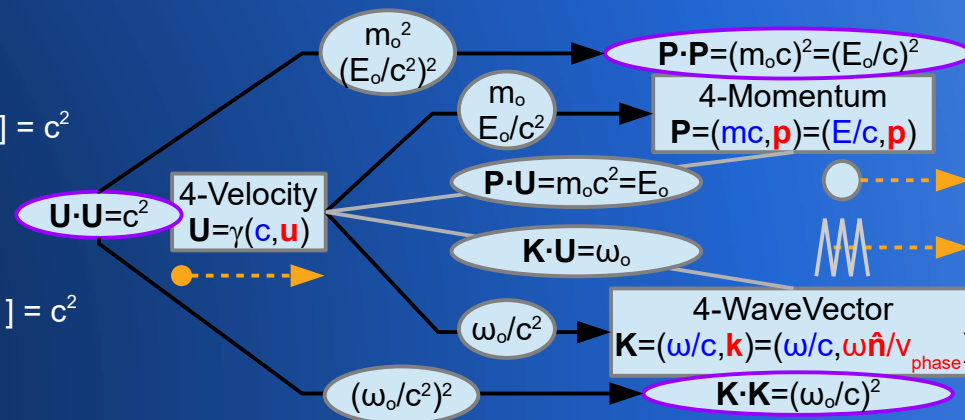 mₒ²
(Eₒ/c²)²
P·P=(mₒc)²=(Eₒ/c)²
] = c²
mₒ
Eₒ/c²
4-Momentum
P=(mc,p)=(E/c,p)
P·U=mₒc²=Eₒ
U·U=c²
4-Velocity
U=γ(c,u)
K·U=ωₒ
] = c²
ωₒ/c²
4-WaveVector
K=(ω/c,k)=(ω/c,ωn̂/v_phase)
(ωₒ/c²)²
K·K=(ωₒ/c)²